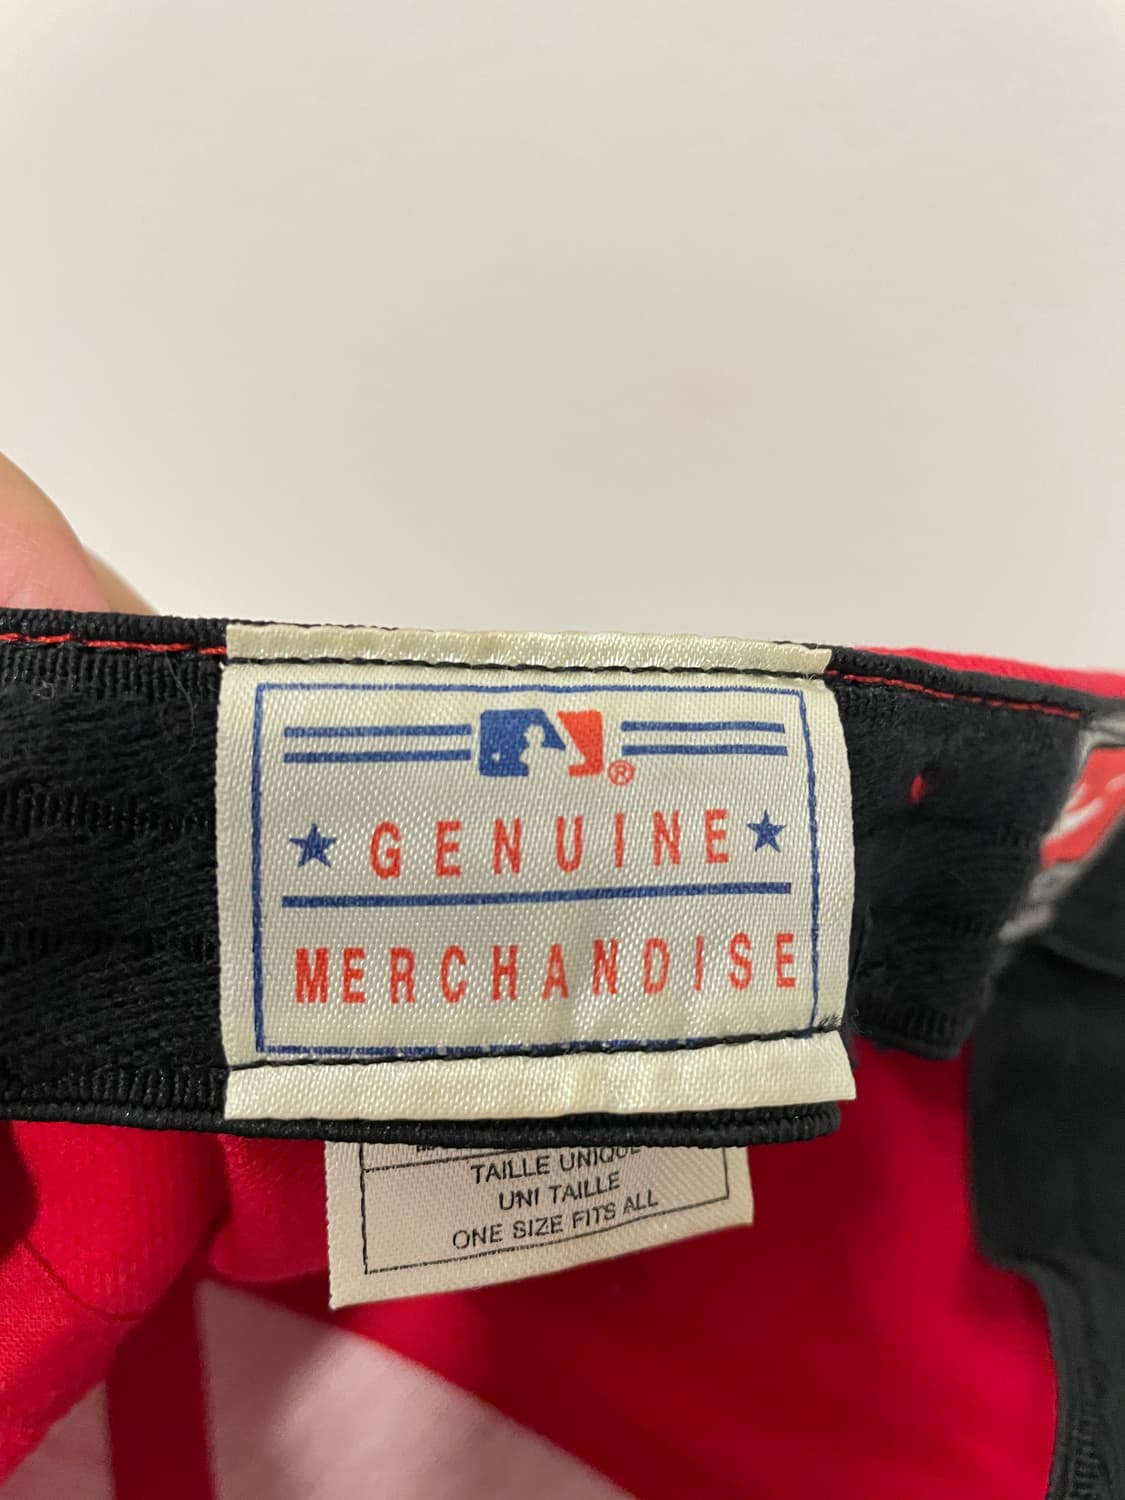 ®
★ GENUINE ★
MERCHANDISE
TAILLE UNIQUE
UNI TAILLE
ONE SIZE FITS ALL